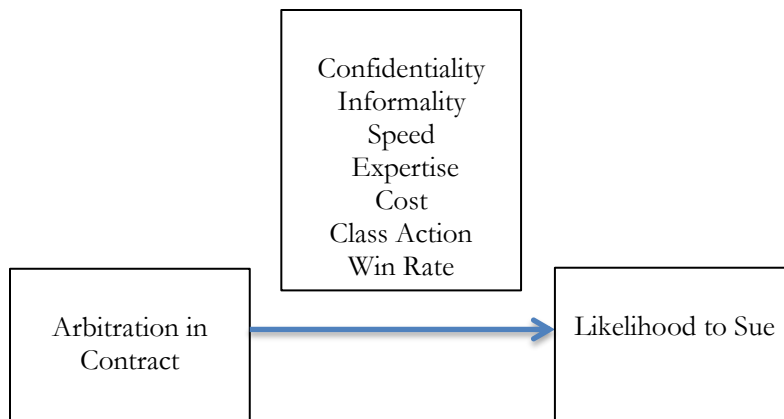 Confidentiality
Informality
Speed
Expertise
Cost
Class Action
Win Rate
Arbitration in
Contract
Likelihood to Sue